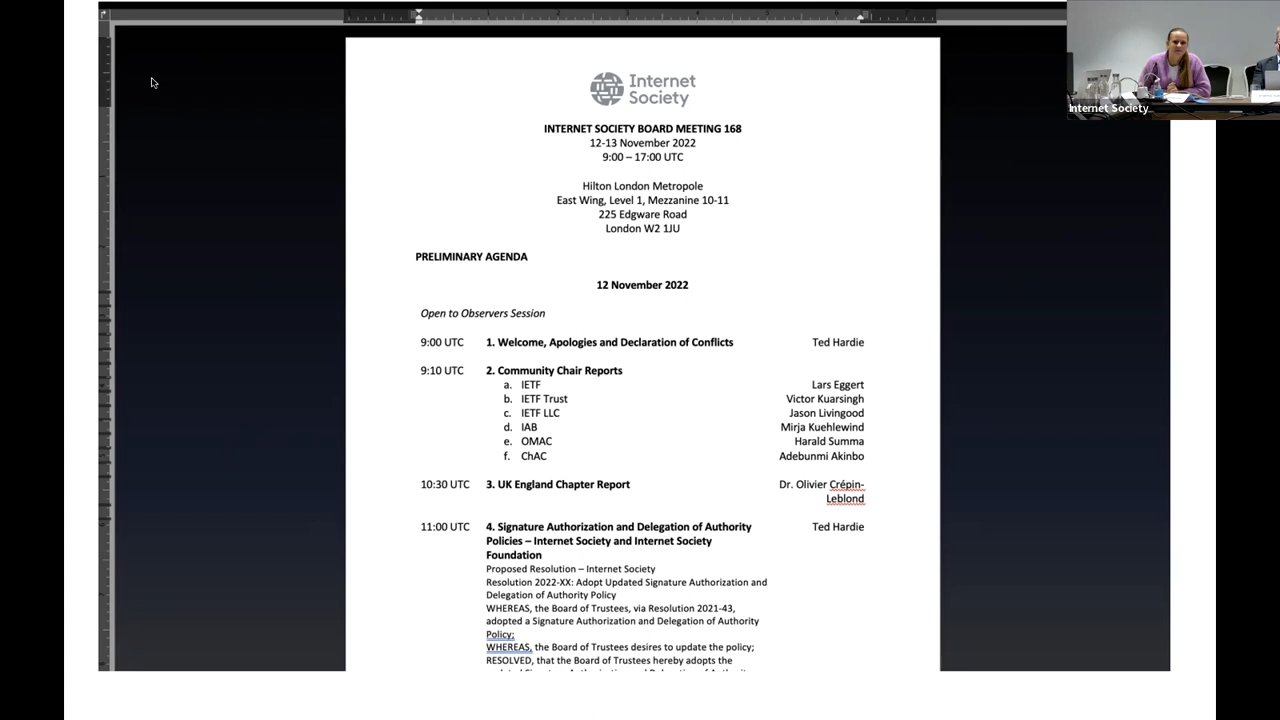 Internet
Society
INTERNET SOCIETY BOARD MEETING 168
12-13 November 2022
9:00 – 17:00 UTC
Hilton London Metropole
East Wing, Level 1, Mezzanine 10-11
225 Edgware Road
London W2 1JU
PRELIMINARY AGENDA
12 November 2022
Open to Observers Session
9:00 UTC 1. Welcome, Apologies and Declaration of Conflicts Ted Hardie
9:10 UTC 2. Community Chair Reports
a. IETF Lars Eggert
b. IETF Trust Victor Kuarsingh
c. IETF LLC Jason Livingood
d. IAB Mirja Kuehlewind
e. OMAC Harald Summa
f. ChAC Adebunmi Akinbo
10:30 UTC 3. UK England Chapter Report Dr. Olivier Crépin-
Leblond
11:00 UTC 4. Signature Authorization and Delegation of Authority Ted Hardie
Policies – Internet Society and Internet Society
Foundation
Proposed Resolution – Internet Society
Resolution 2022-XX: Adopt Updated Signature Authorization and
Delegation of Authority Policy
WHEREAS, the Board of Trustees, via Resolution 2021-43,
adopted a Signature Authorization and Delegation of Authority
Policy;
WHEREAS, the Board of Trustees desires to update the policy;
RESOLVED, that the Board of Trustees hereby adopts the
Internet Society